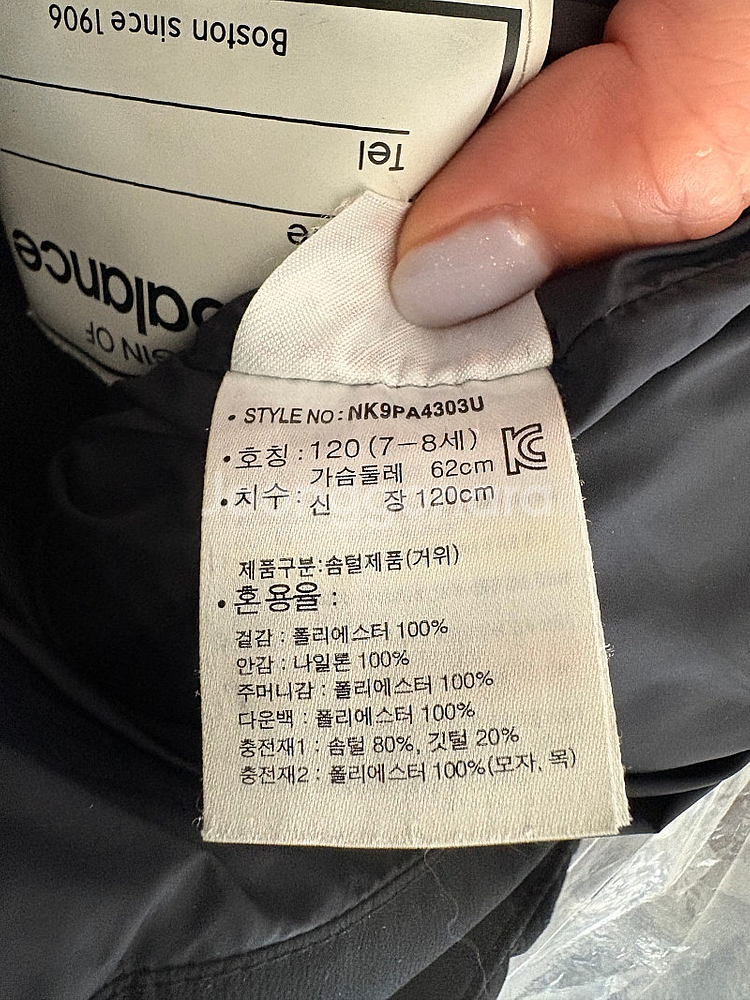 Boston since 1906
Tel
balance
GIN OF
• STYLE NO : NK9PA4303U
• 호칭 : 120 (7-8세)
• 치수 : 가슴둘레 62cm
신 장 120cm
제품구분:솜털제품(거위)
• 혼용율 :
겉감 : 폴리에스터 100%
안감 : 나일론 100%
주머니감 : 폴리에스터 100%
다운백 : 폴리에스터 100%
충전재1 : 솜털 80%, 깃털 20%
충전재2 : 폴리에스터 100%(모자, 목)